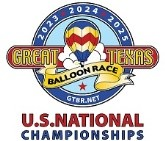 2023 ★ 2024 ★ 2025
GREAT TEXAS
BALLOON RACE
GTBR.NET
U.S.NATIONAL
CHAMPIONSHIPS